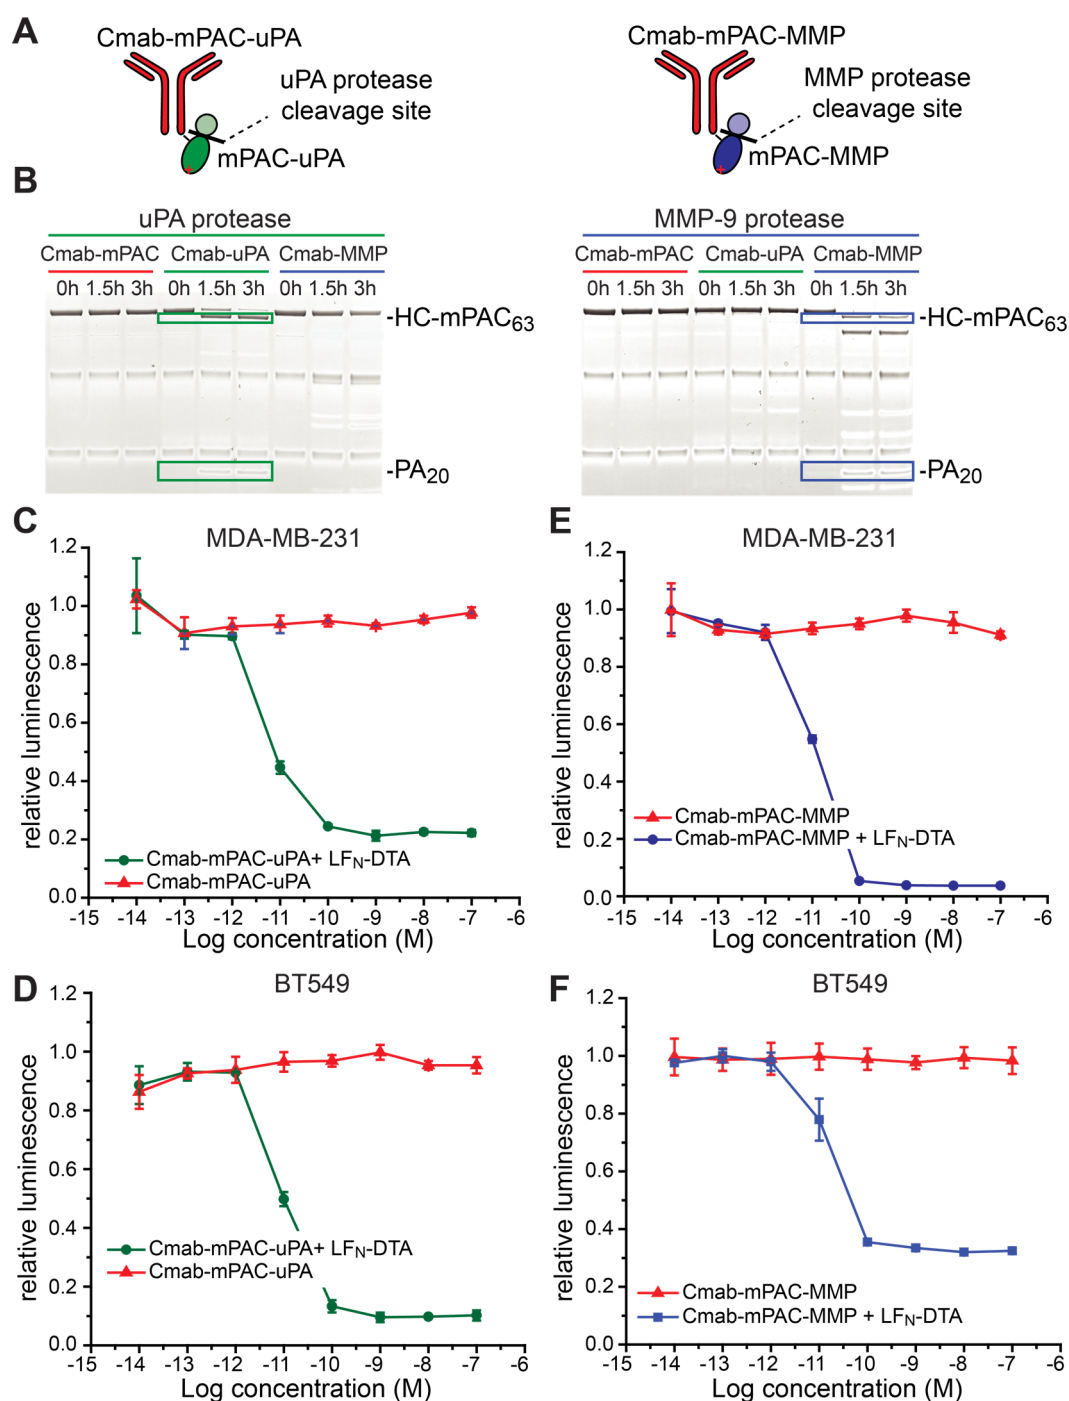 A
Cmab-mPAC-uPA
uPA protease
cleavage site
mPAC-uPA
Cmab-mPAC-MMP
MMP protease
cleavage site
mPAC-MMP
B
uPA protease
Cmab-mPAC Cmab-uPA Cmab-MMP
0h 1.5h 3h 0h 1.5h 3h 0h 1.5h 3h
-HC-mPAC63
-PA20
MMP-9 protease
Cmab-mPAC Cmab-uPA Cmab-MMP
0h 1.5h 3h 0h 1.5h 3h 0h 1.5h 3h
-HC-mPAC63
-PA20
C
MDA-MB-231
relative luminescence
1.2
1.0
0.8
0.6
0.4
0.2
0.0
Cmab-mPAC-uPA+ LFN-DTA
Cmab-mPAC-uPA
-15 -14 -13 -12 -11 -10 -9 -8 -7 -6
Log concentration (M)
E
MDA-MB-231
relative luminescence
1.2
1.0
0.8
0.6
0.4
0.2
0.0
Cmab-mPAC-MMP
Cmab-mPAC-MMP + LFN-DTA
-15 -14 -13 -12 -11 -10 -9 -8 -7 -6
Log concentration (M)
D
BT549
relative luminescence
1.2
1.0
0.8
0.6
0.4
0.2
0.0
Cmab-mPAC-uPA+ LFN-DTA
Cmab-mPAC-uPA
-15 -14 -13 -12 -11 -10 -9 -8 -7 -6
Log concentration (M)
F
BT549
relative luminescence
1.2
1.0
0.8
0.6
0.4
0.2
0.0
Cmab-mPAC-MMP
Cmab-mPAC-MMP + LFN-DTA
-15 -14 -13 -12 -11 -10 -9 -8 -7 -6
Log concentration (M)